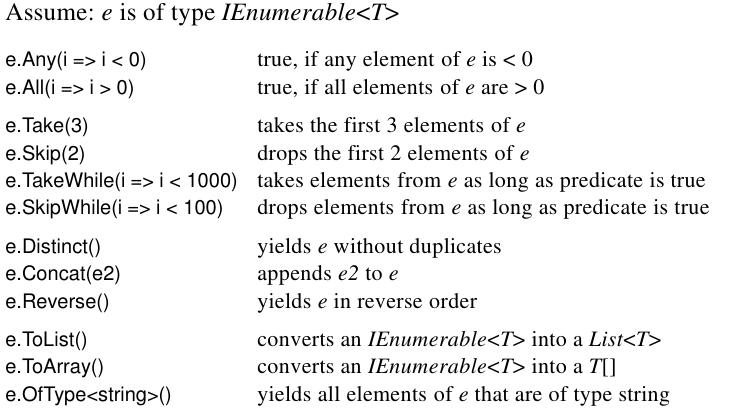 Assume: e is of type IEnumerable<T>
e.Any(i => i < 0) true, if any element of e is < 0
e.All(i => i > 0) true, if all elements of e are > 0
e.Take(3) takes the first 3 elements of e
e.Skip(2) drops the first 2 elements of e
e.TakeWhile(i => i < 1000) takes elements from e as long as predicate is true
e.SkipWhile(i => i < 100) drops elements from e as long as predicate is true
e.Distinct() yields e without duplicates
e.Concat(e2) appends e2 to e
e.Reverse() yields e in reverse order
e.ToList() converts an IEnumerable<T> into a List<T>
e.ToArray() converts an IEnumerable<T> into a T[]
e.OfType<string>() yields all elements of e that are of type string